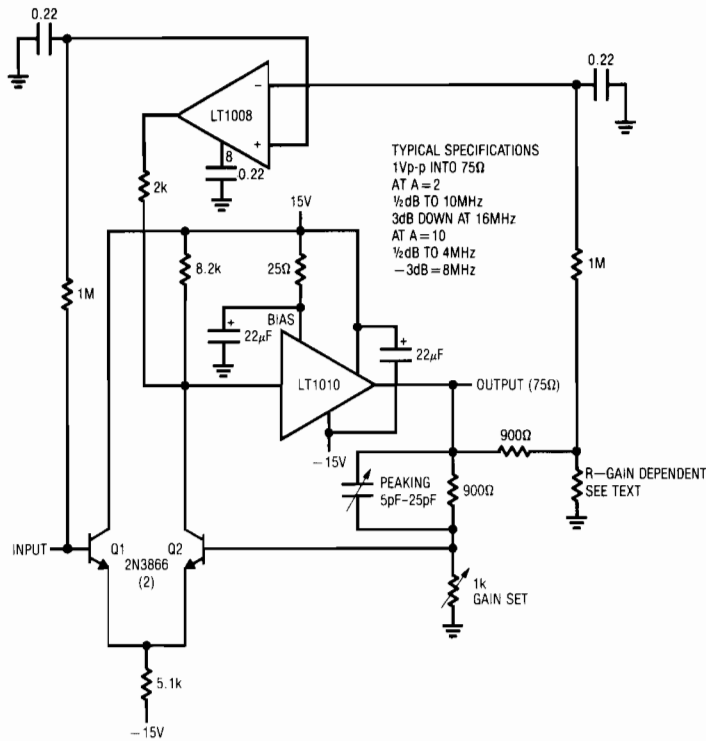 0.22
0.22
LT1008
−
+
8
0.22
TYPICAL SPECIFICATIONS
1Vp-p INTO 75Ω
AT A=2
½dB TO 10MHz
3dB DOWN AT 16MHz
AT A=10
½dB TO 4MHz
−3dB=8MHz
2k
15V
1M
8.2k
25Ω
1M
BIAS
+
22μF
+
22μF
LT1010
OUTPUT (75Ω)
−15V
900Ω
PEAKING
5pF-25pF
900Ω
R—GAIN DEPENDENT
SEE TEXT
INPUT
Q1
Q2
2N3866
(2)
1k
GAIN SET
5.1k
−15V